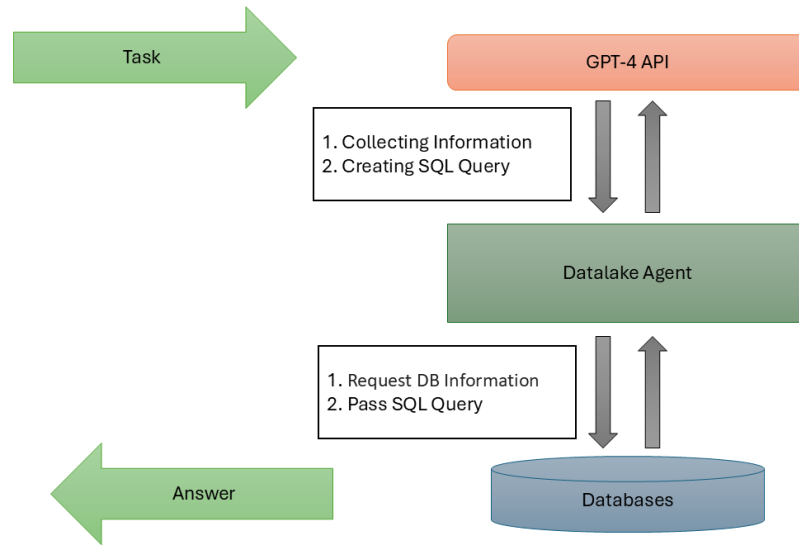 Task
GPT-4 API
1. Collecting Information
2. Creating SQL Query
Datalake Agent
1. Request DB Information
2. Pass SQL Query
Answer
Databases